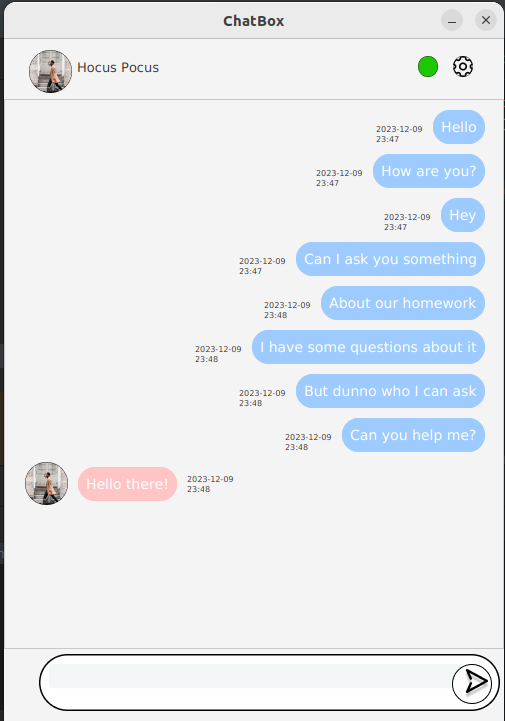 ChatBox
Hocus Pocus
2023-12-09
23:47
Hello
2023-12-09
23:47
How are you?
2023-12-09
23:47
Hey
2023-12-09
23:47
Can I ask you something
2023-12-09
23:48
About our homework
2023-12-09
23:48
I have some questions about it
2023-12-09
23:48
But dunno who I can ask
2023-12-09
23:48
Can you help me?
Hello there!
2023-12-09
23:48